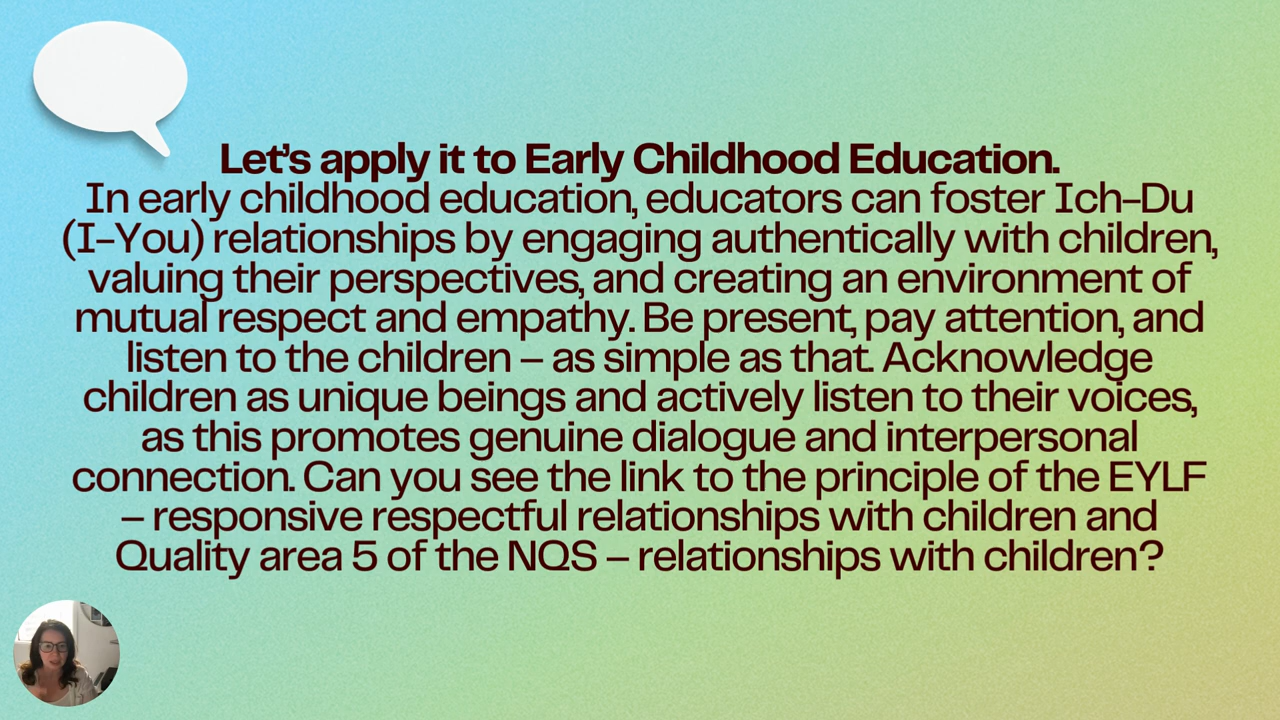 Let's apply it to Early Childhood Education.
In early childhood education, educators can foster Ich-Du
(I-You) relationships by engaging authentically with children,
valuing their perspectives, and creating an environment of
mutual respect and empathy. Be present, pay attention, and
listen to the children – as simple as that. Acknowledge
children as unique beings and actively listen to their voices,
as this promotes genuine dialogue and interpersonal
connection. Can you see the link to the principle of the EYLF
– responsive respectful relationships with children and
Quality area 5 of the NQS – relationships with children?